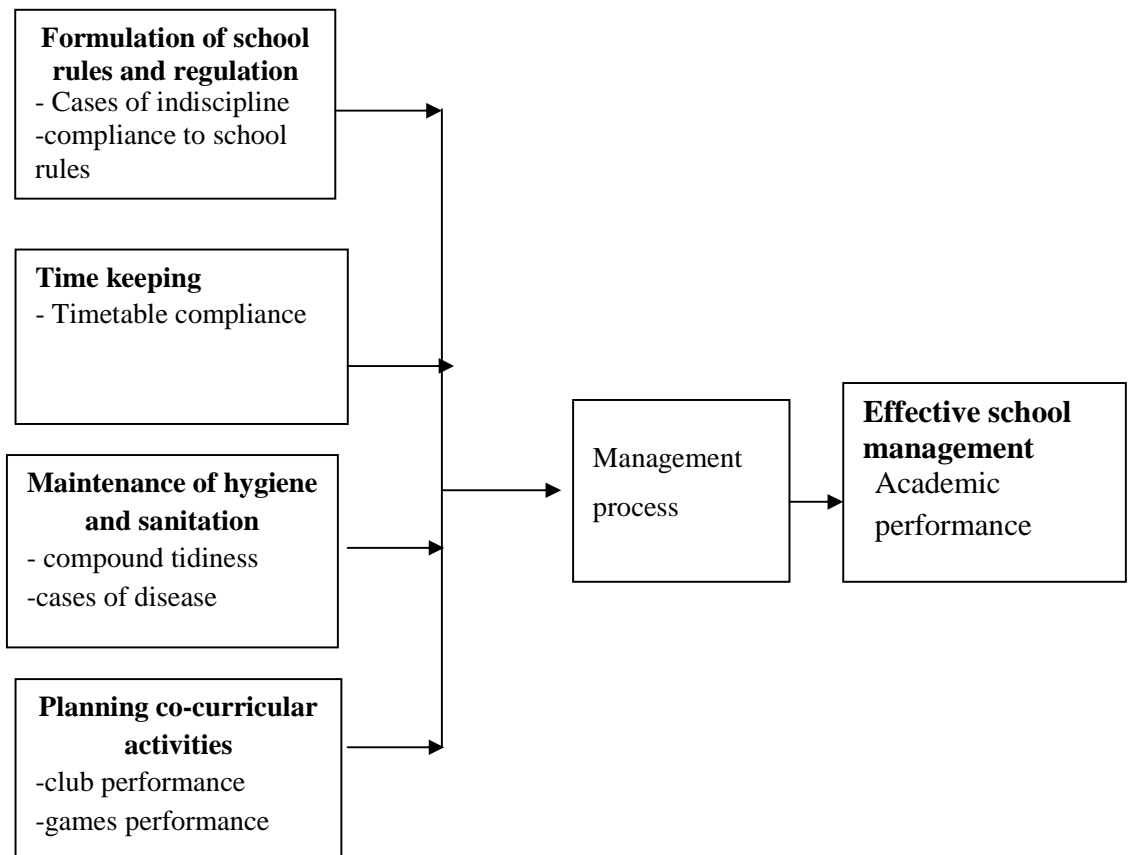 Formulation of school
rules and regulation
- Cases of indiscipline
-compliance to school
rules
Time keeping
- Timetable compliance
Maintenance of hygiene
and sanitation
- compound tidiness
-cases of disease
Planning co-curricular
activities
-club performance
-games performance
Management
process
Effective school
management
Academic
performance